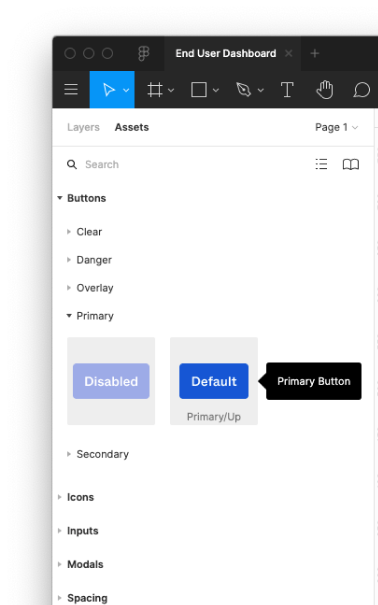 End User Dashboard
Layers Assets Page 1
Search
Buttons
Clear
Danger
Overlay
Primary
Disabled
Default
Primary Button
Primary/Up
Secondary
Icons
Inputs
Modals
Spacing